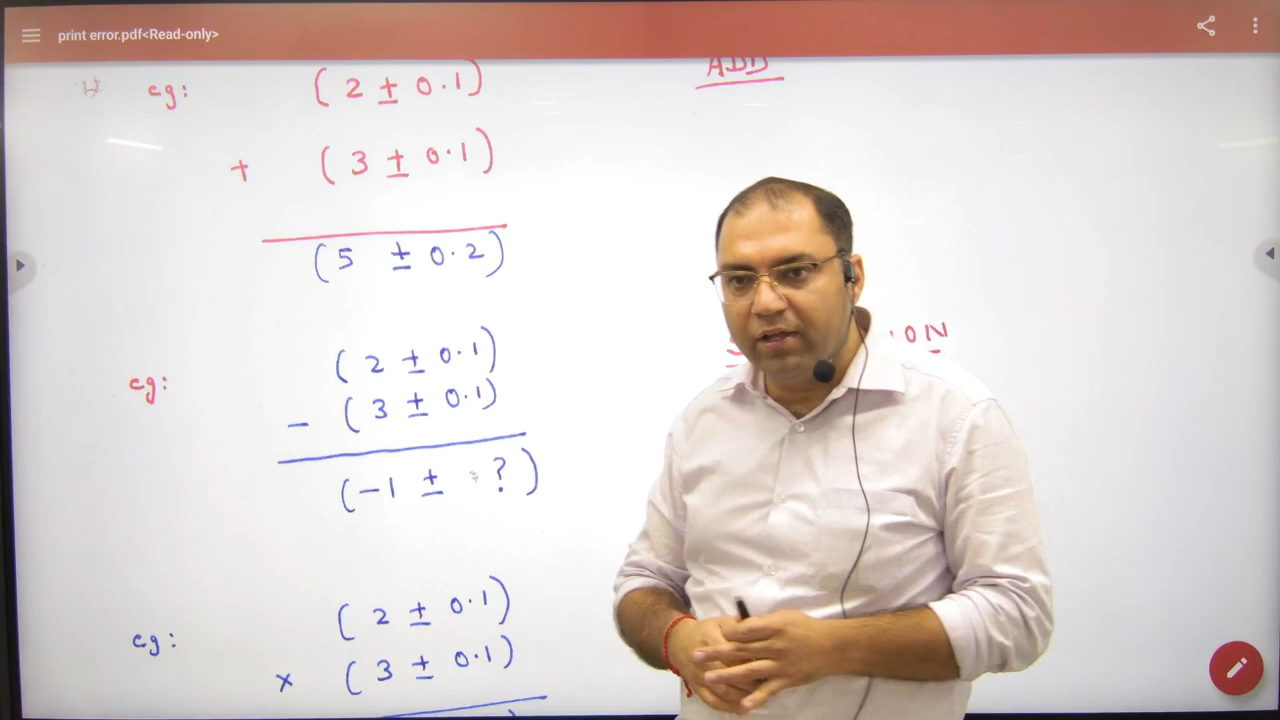 print error.pdf<Read-only>
ADD
eg: (2 ± 0.1)
+ (3 ± 0.1)
(5 ± 0.2)
eg: (2 ± 0.1)
- (3 ± 0.1)
(-1 ± ?)
eg: (2 ± 0.1)
x (3 ± 0.1)